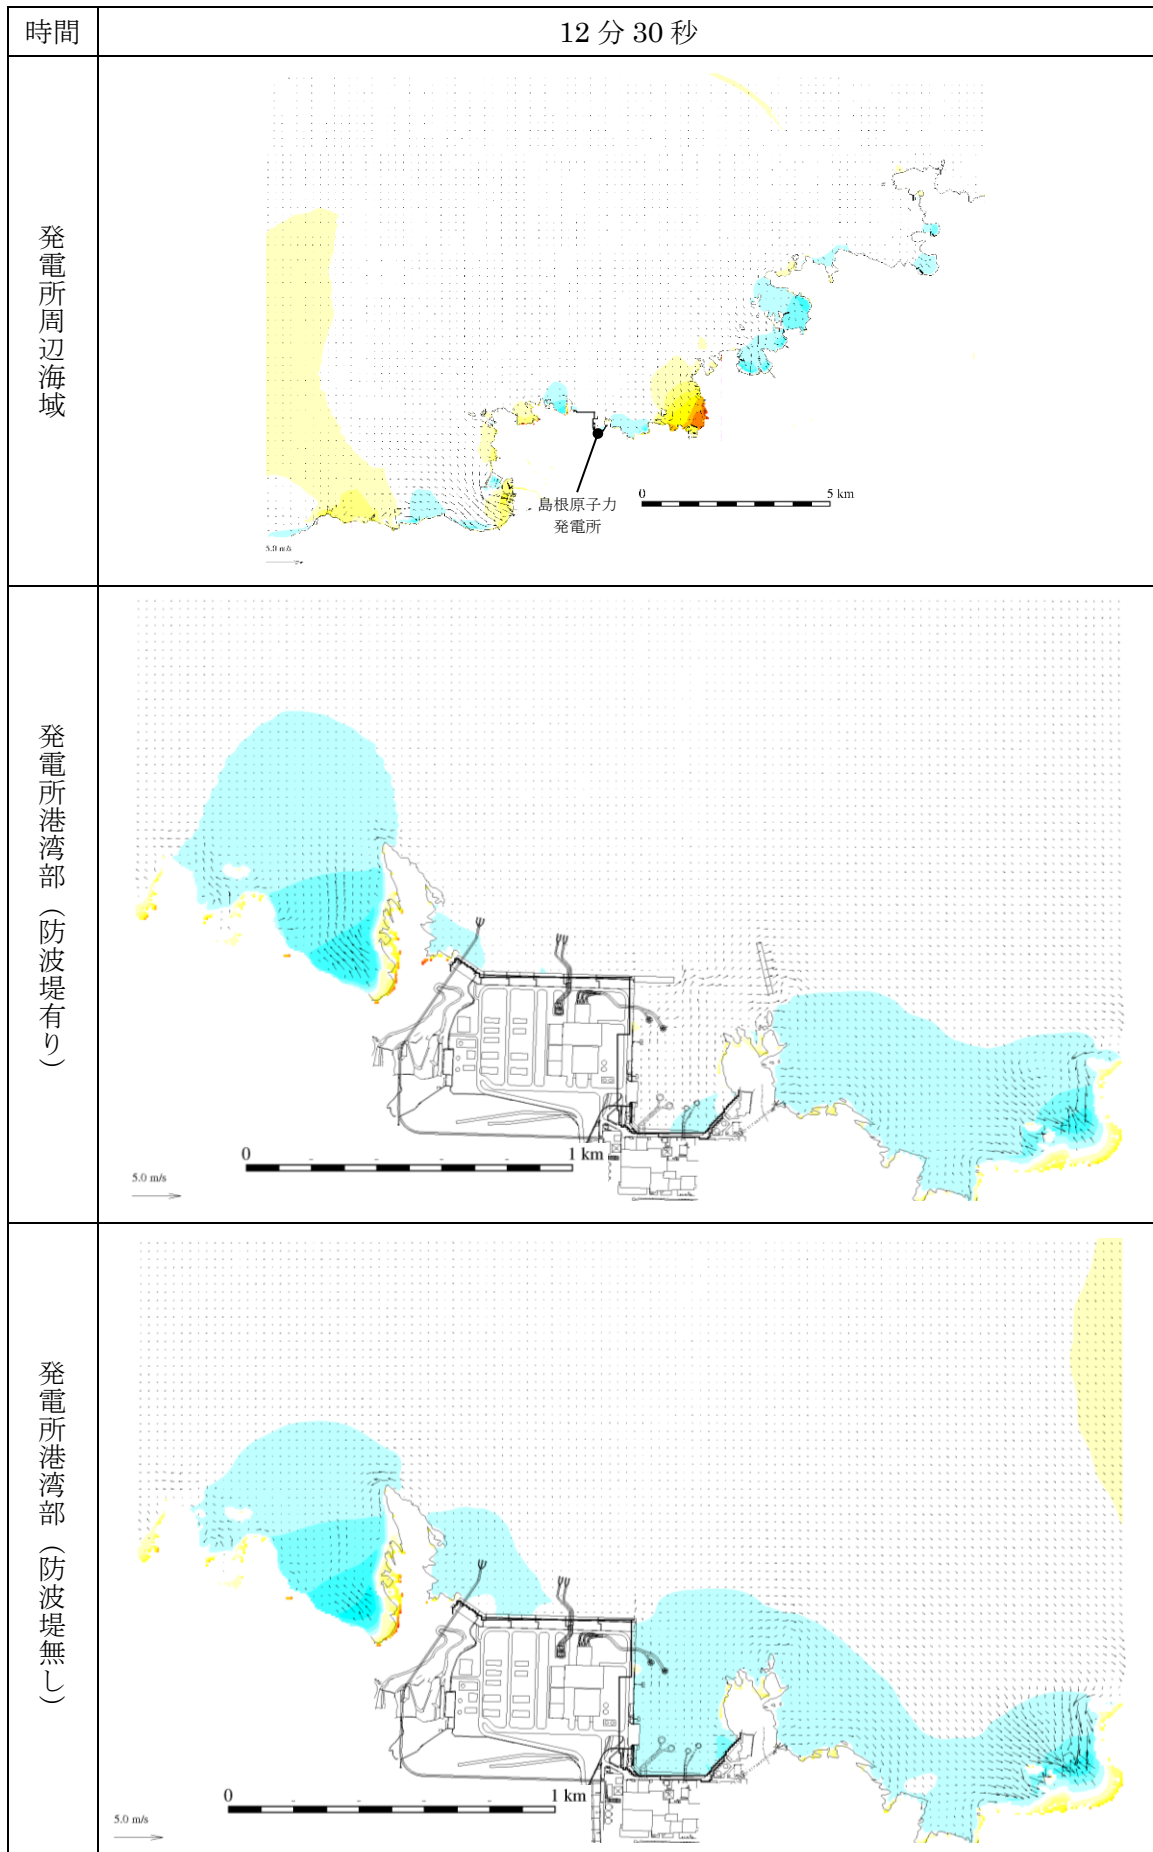 時間
12分30秒
発電所周辺海域
島根原子力
発電所
0
5 km
5.0 m/s
発電所港湾部（防波堤有り）
0
1 km
5.0 m/s
発電所港湾部（防波堤無し）
0
1 km
5.0 m/s